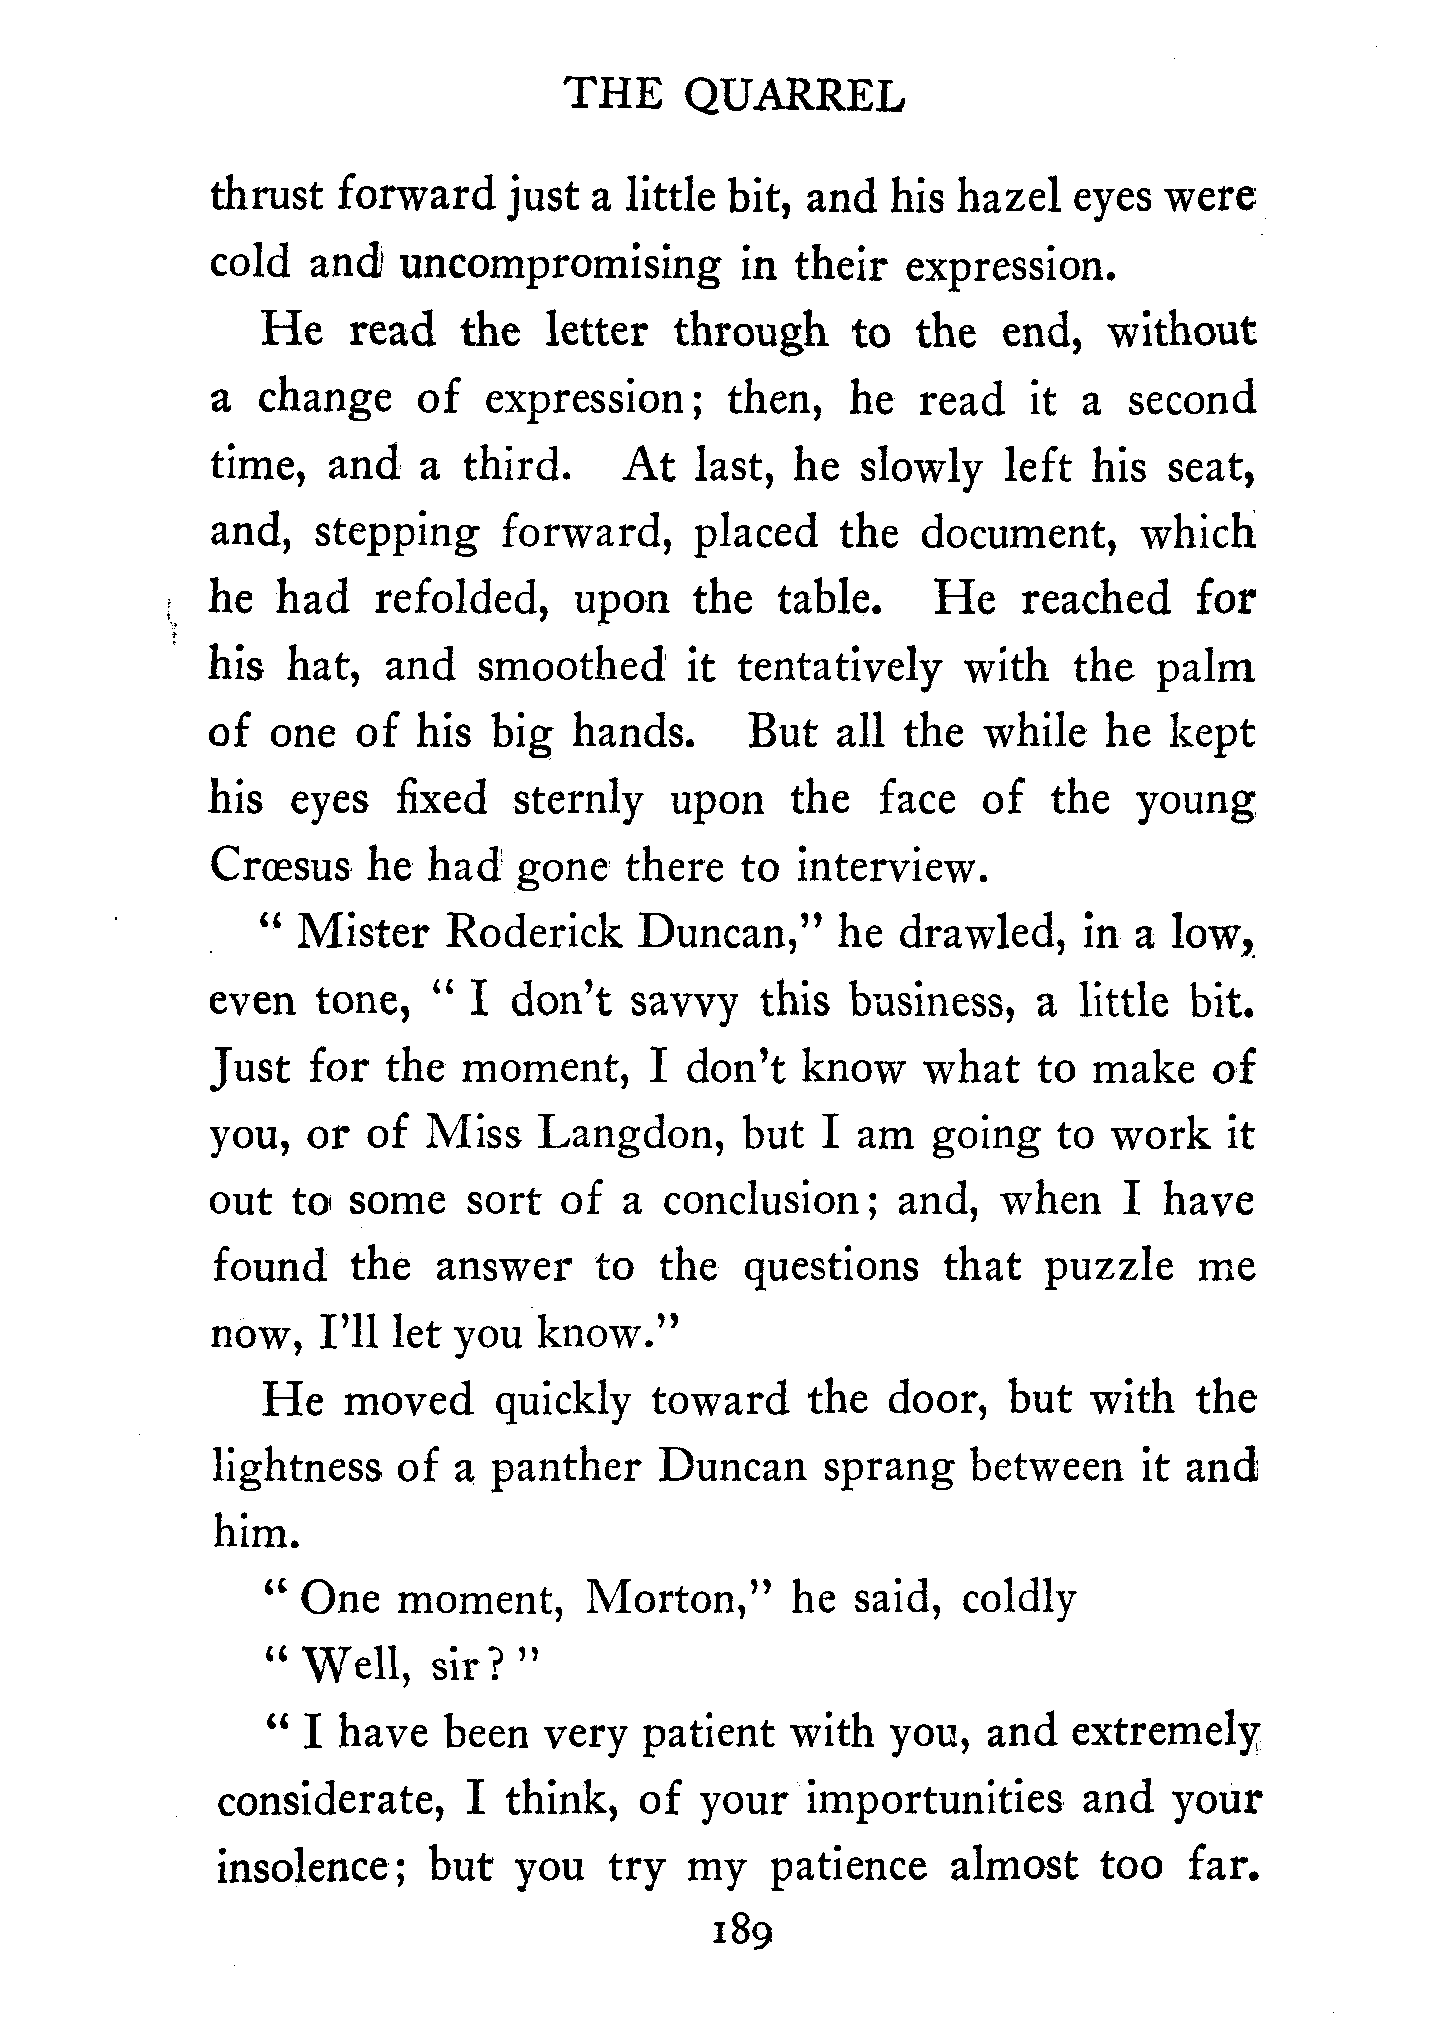 THE QUARREL
thrust forward just a little bit, and his hazel eyes were
cold and uncompromising in their expression.
He read the letter through to the end, without
a change of expression; then, he read it a second
time, and a third. At last, he slowly left his seat,
and, stepping forward, placed the document, which
he had refolded, upon the table. He reached for
his hat, and smoothed it tentatively with the palm
of one of his big hands. But all the while he kept
his eyes fixed sternly upon the face of the young
Crœsus he had gone there to interview.
“ Mister Roderick Duncan,” he drawled, in a low,
even tone, “ I don’t savvy this business, a little bit.
Just for the moment, I don’t know what to make of
you, or of Miss Langdon, but I am going to work it
out to some sort of a conclusion; and, when I have
found the answer to the questions that puzzle me
now, I’ll let you know.”
He moved quickly toward the door, but with the
lightness of a panther Duncan sprang between it and
him.
“ One moment, Morton,” he said, coldly
“ Well, sir? ”
“ I have been very patient with you, and extremely
considerate, I think, of your importunities and your
insolence; but you try my patience almost too far.
189